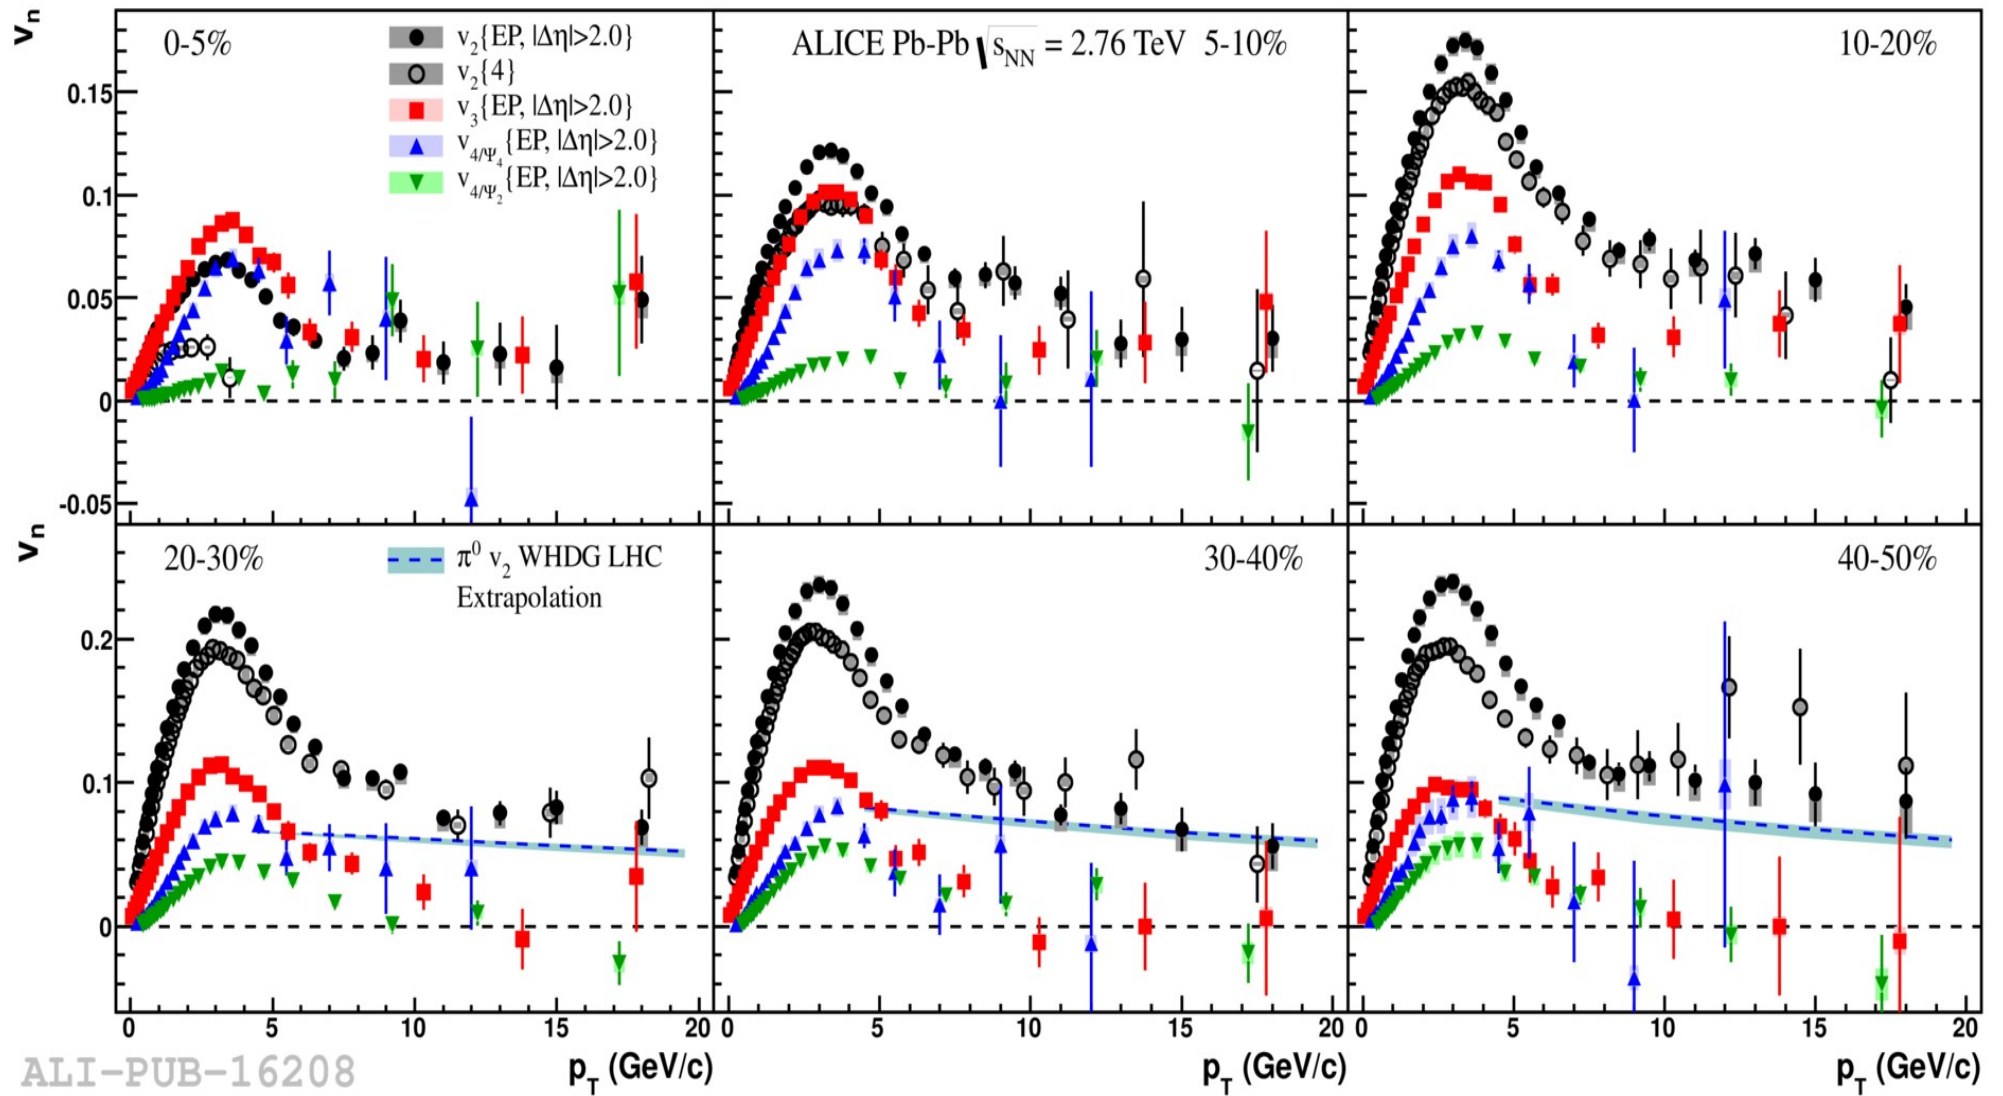 vn
0-5%
v2{EP, |Δη|>2.0}
v2{4}
v3{EP, |Δη|>2.0}
v4/Ψ4{EP, |Δη|>2.0}
v4/Ψ2{EP, |Δη|>2.0}
ALICE Pb-Pb √sNN = 2.76 TeV 5-10%
10-20%
0.15
0.1
0.05
0
-0.05
vn
20-30%
π0 v2 WHDG LHC
Extrapolation
30-40%
40-50%
0.2
0.1
0
0 5 10 15 20
0 5 10 15 20
0 5 10 15 20
pT (GeV/c)
pT (GeV/c)
pT (GeV/c)
ALI-PUB-16208